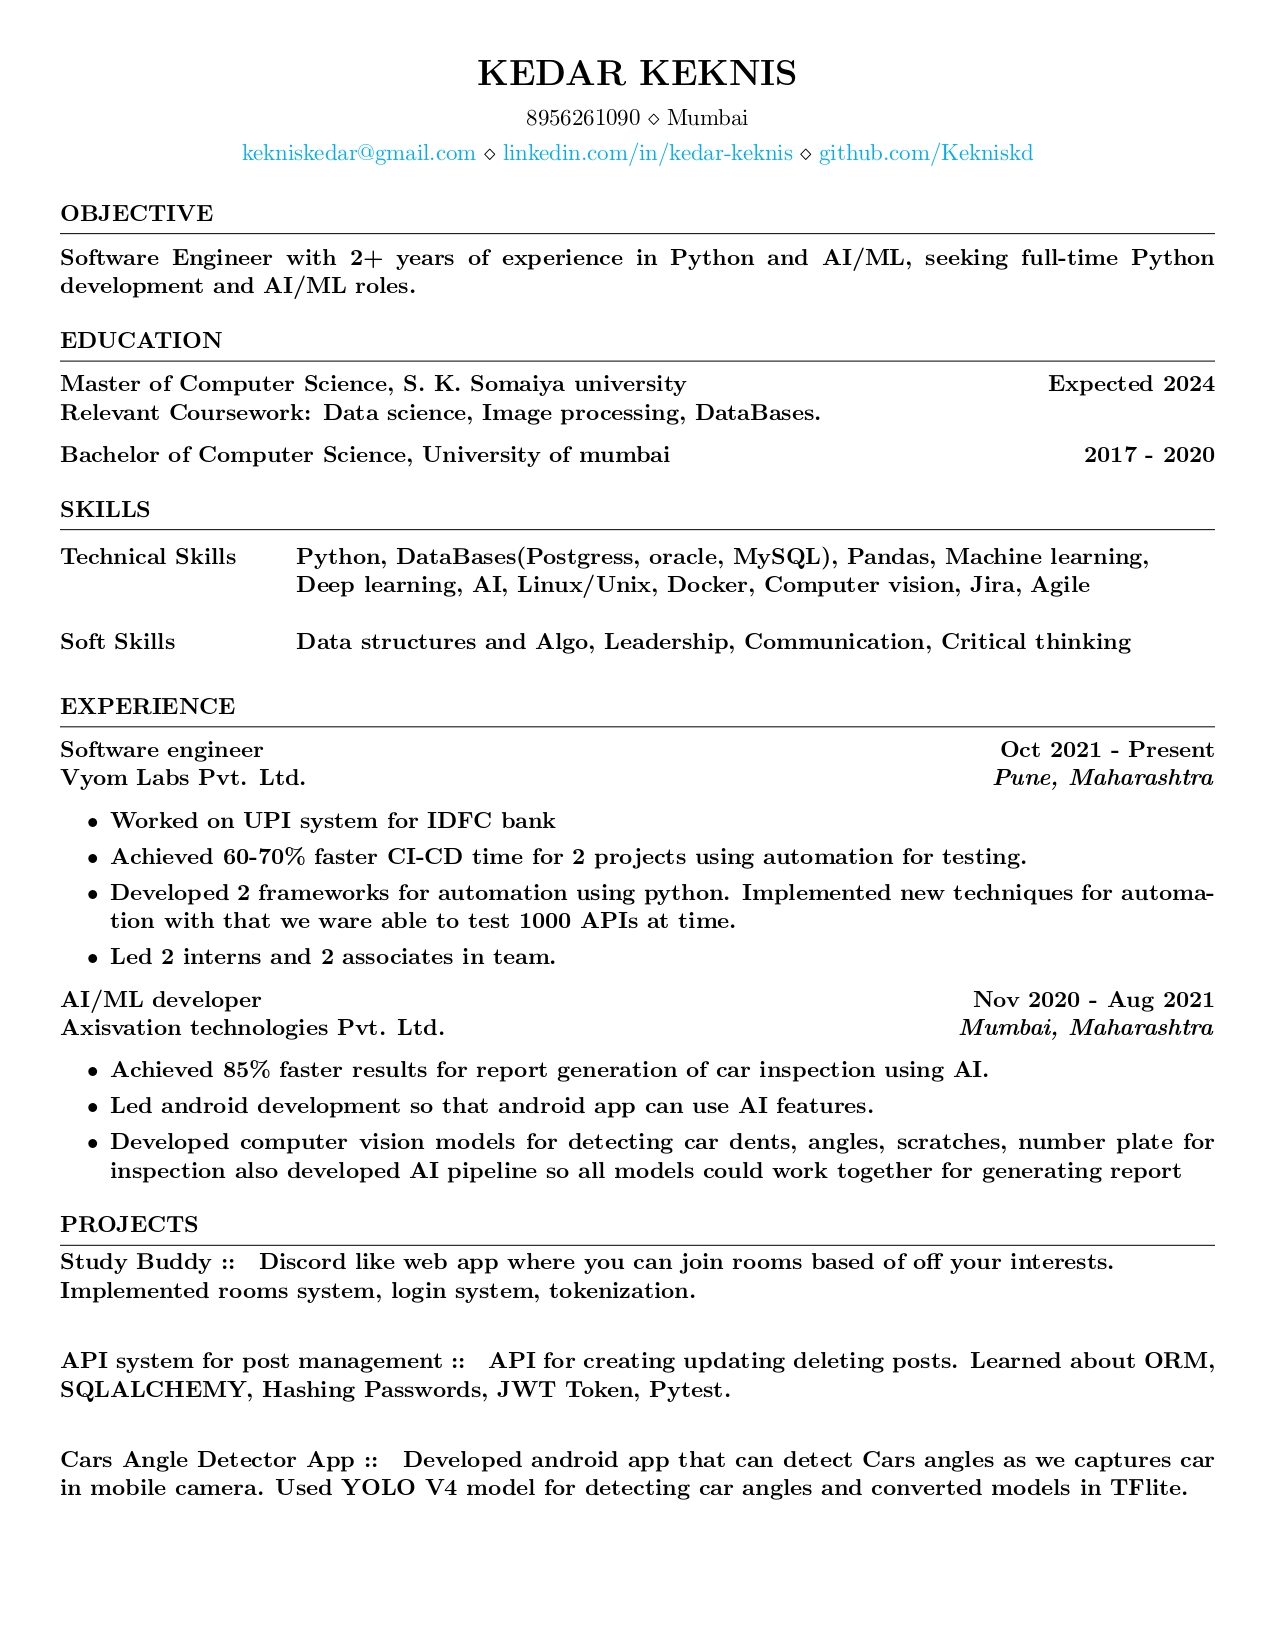 KEDAR KEKNIS
8956261090 ⋄ Mumbai
kekniskedar@gmail.com ⋄ linkedin.com/in/kedar-keknis ⋄ github.com/Kekniskd
OBJECTIVE
Software Engineer with 2+ years of experience in Python and AI/ML, seeking full-time Python
development and AI/ML roles.
EDUCATION
Master of Computer Science, S. K. Somaiya university Expected 2024
Relevant Coursework: Data science, Image processing, DataBases.
Bachelor of Computer Science, University of mumbai 2017 - 2020
SKILLS
Technical Skills Python, DataBases(Postgress, oracle, MySQL), Pandas, Machine learning,
Deep learning, AI, Linux/Unix, Docker, Computer vision, Jira, Agile
Soft Skills Data structures and Algo, Leadership, Communication, Critical thinking
EXPERIENCE
Software engineer Oct 2021 - Present
Vyom Labs Pvt. Ltd. Pune, Maharashtra
• Worked on UPI system for IDFC bank
• Achieved 60-70% faster CI-CD time for 2 projects using automation for testing.
• Developed 2 frameworks for automation using python. Implemented new techniques for automa-
tion with that we ware able to test 1000 APIs at time.
• Led 2 interns and 2 associates in team.
AI/ML developer Nov 2020 - Aug 2021
Axisvation technologies Pvt. Ltd. Mumbai, Maharashtra
• Achieved 85% faster results for report generation of car inspection using AI.
• Led android development so that android app can use AI features.
• Developed computer vision models for detecting car dents, angles, scratches, number plate for
inspection also developed AI pipeline so all models could work together for generating report
PROJECTS
Study Buddy :: Discord like web app where you can join rooms based of off your interests.
Implemented rooms system, login system, tokenization.
API system for post management :: API for creating updating deleting posts. Learned about ORM,
SQLALCHEMY, Hashing Passwords, JWT Token, Pytest.
Cars Angle Detector App :: Developed android app that can detect Cars angles as we captures car
in mobile camera. Used YOLO V4 model for detecting car angles and converted models in TFlite.